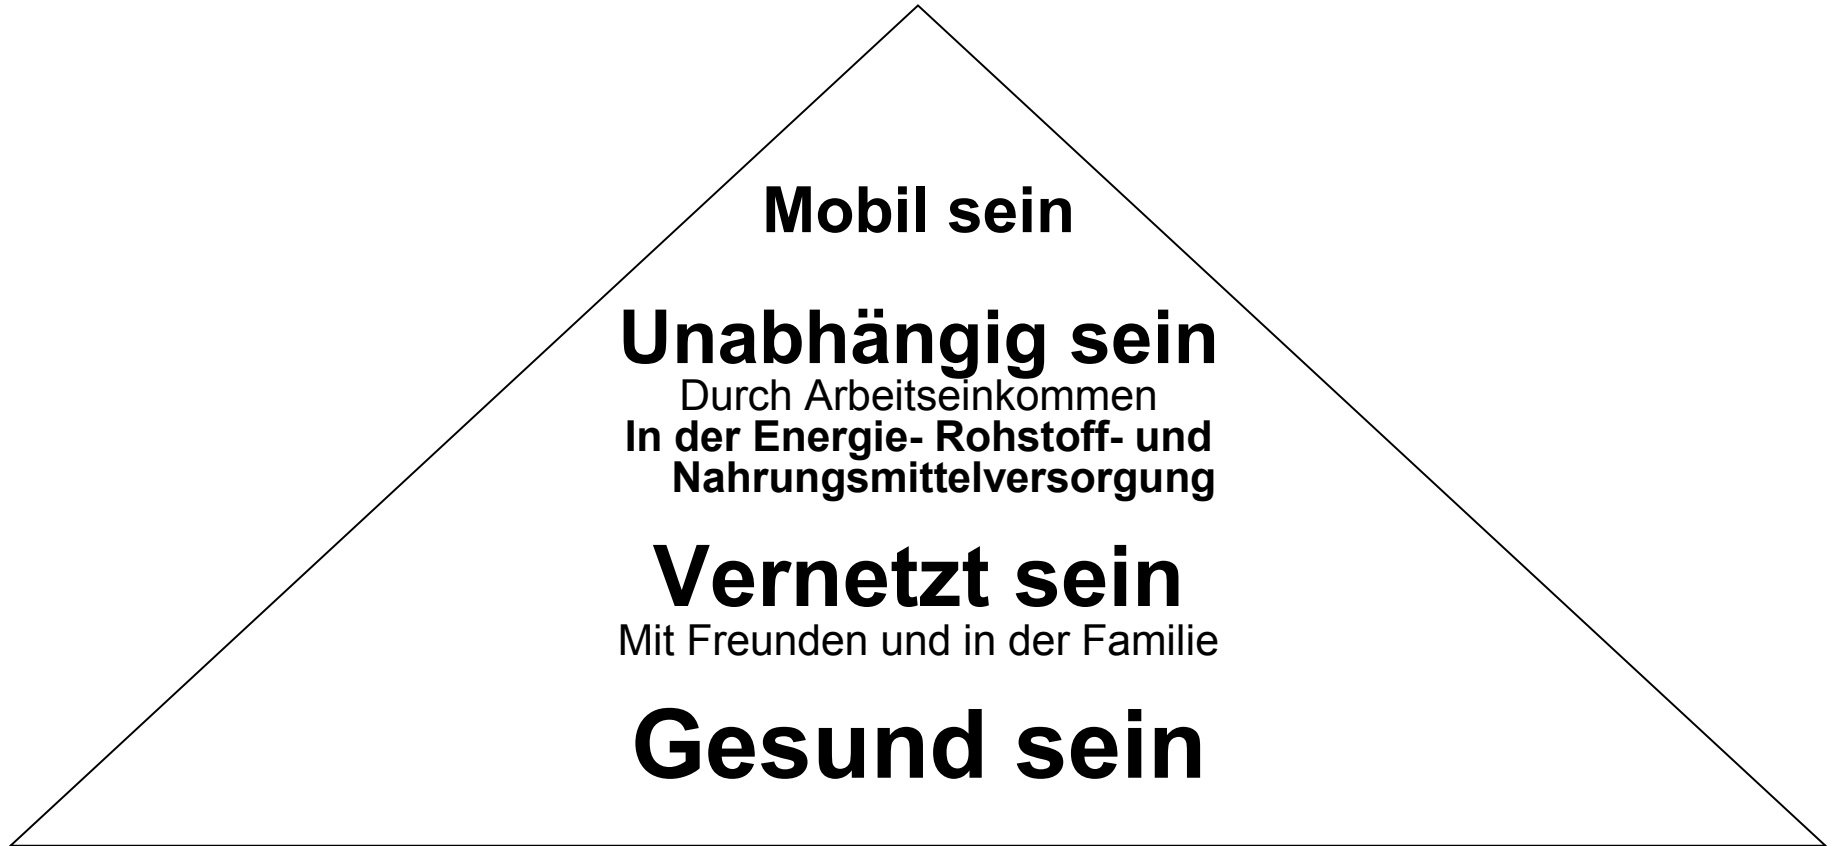 Mobil sein
Unabhängig sein
Durch Arbeitseinkommen
In der Energie- Rohstoff- und
Nahrungsmittelversorgung
Vernetzt sein
Mit Freunden und in der Familie
Gesund sein